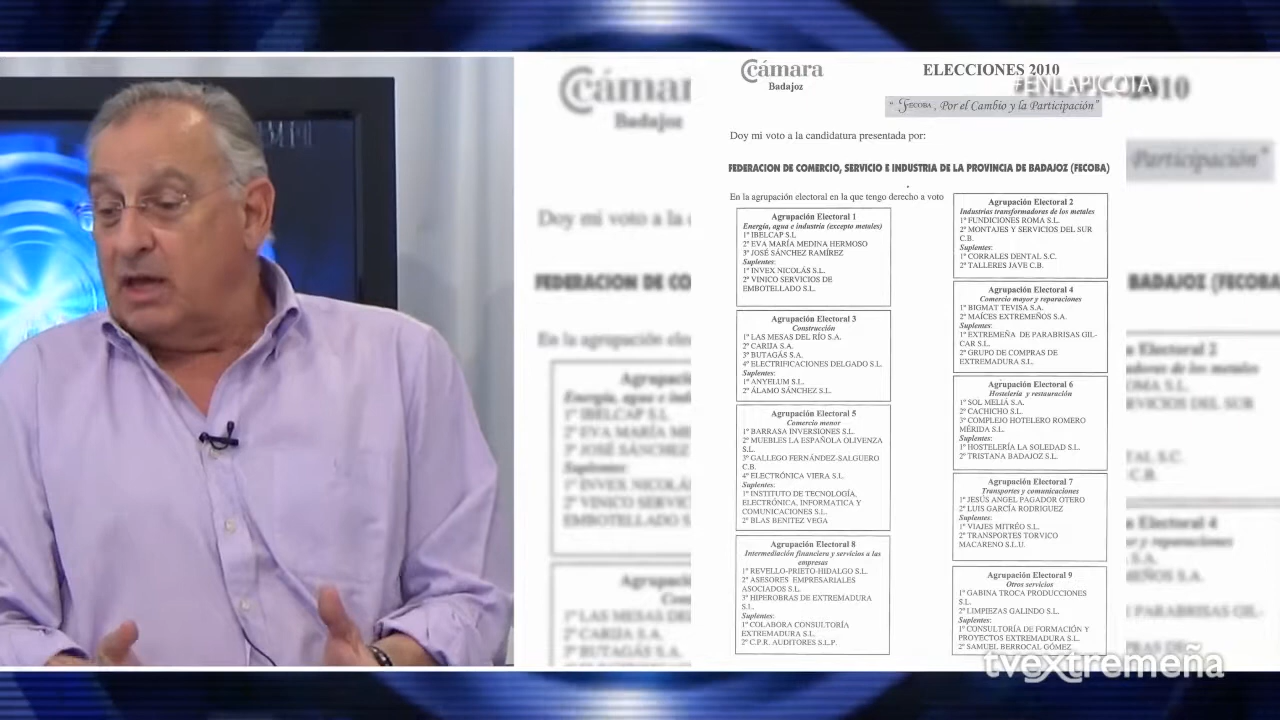 Cámara
Badajoz
ELECCIONES 2010
#ENLAPICOTA
“ FECOBA , Por el Cambio y la Participación”
Doy mi voto a la candidatura presentada por:
FEDERACION DE COMERCIO, SERVICIO E INDUSTRIA DE LA PROVINCIA DE BADAJOZ (FECOBA)
En la agrupación electoral en la que tengo derecho a voto
Agrupación Electoral 1
Energía, agua e industria (excepto metales)
1º IBELCAP S.L
2º EVA MARÍA MEDINA HERMOSO
3º JOSÉ SÁNCHEZ RAMÍREZ
Suplentes:
1º INVEX NICOLÁS S.L.
2º VINICO SERVICIOS DE
EMBOTELLADO S.L.
Agrupación Electoral 2
Industrias transformadoras de los metales
1º FUNDICIONES ROMA S.L.
2º MONTAJES Y SERVICIOS DEL SUR
C.B.
Suplentes:
1º CORRALES DENTAL S.C.
2º TALLERES JAVE C.B.
Agrupación Electoral 3
Construcción
1º LAS MESAS DEL RÍO S.A.
2º CARIJA S.A.
3º BUTAGÁS S.A.
4º ELECTRIFICACIONES DELGADO S.L.
Suplentes:
1º ANYELUM S.L.
2º ÁLAMO SÁNCHEZ S.L.
Agrupación Electoral 4
Comercio mayor y reparaciones
1º BIGMAT TEVISA S.A.
2º MAÍCES EXTREMEÑOS S.A.
Suplentes:
1º EXTREMEÑA DE PARABRISAS GIL-
CAR S.L.
2º GRUPO DE COMPRAS DE
EXTREMADURA S.L.
Agrupación Electoral 5
Comercio menor
1º BARRASA INVERSIONES S.L.
2º MUEBLES LA ESPAÑOLA OLIVENZA
S.L.
3º GALLEGO FERNÁNDEZ-SALGUERO
C.B.
4º ELECTRÓNICA VIERA S.L.
Suplentes:
1º INSTITUTO DE TECNOLOGÍA,
ELECTRÓNICA, INFORMATICA Y
COMUNICACIONES S.L.
2º BLAS BENITEZ VEGA
Agrupación Electoral 6
Hostelería y restauración
1º SOL MELIÁ S.A.
2º CACHICHO S.L.
3º COMPLEJO HOTELERO ROMERO
MÉRIDA S.L.
Suplentes:
1º HOSTELERÍA LA SOLEDAD S.L.
2º TRISTANA BADAJOZ S.L.
Agrupación Electoral 7
Transportes y comunicaciones
1º JESÚS ANGEL PAGADOR OTERO
2º LUIS GARCÍA RODRIGUEZ
Suplentes:
1º VIAJES MITRÉO S.L.
2º TRANSPORTES TORVICO
MACARENO S.L.U.
Agrupación Electoral 8
Intermediación financiera y servicios a las
empresas
1º REVELLO-PRIETO-HIDALGO S.L.
2º ASESORES EMPRESARIALES
ASOCIADOS S.L.
3º HIPEROBRAS DE EXTREMADURA
S.L.
Suplentes:
1º COLABORA CONSULTORÍA
EXTREMADURA S.L.
2º C.P.R. AUDITORES S.L.P.
Agrupación Electoral 9
Otros servicios
1º GABINA TROCA PRODUCCIONES
S.L.
2º LIMPIEZAS GALINDO S.L.
Suplentes:
1º CONSULTORÍA DE FORMACIÓN Y
PROYECTOS EXTREMADURA S.L.
2º SAMUEL BERROCAL GÓMEZ
tvextremeña